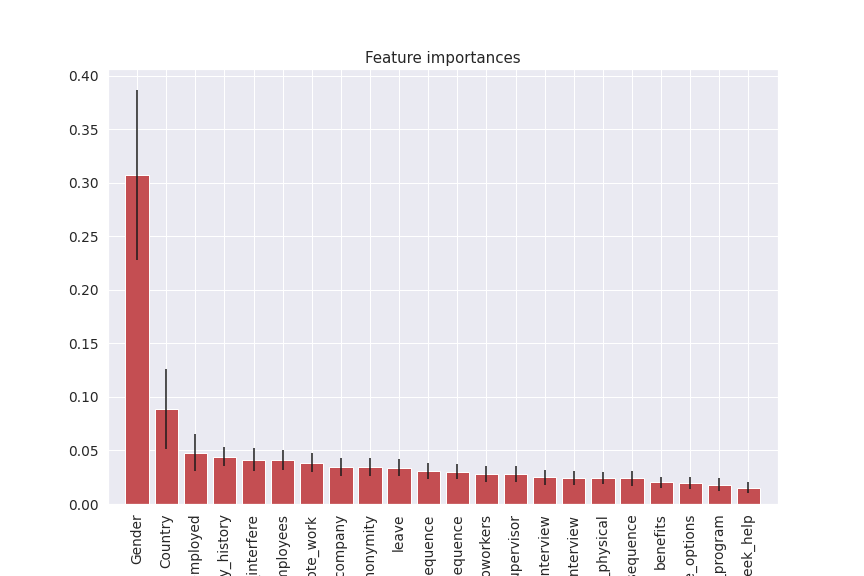 Feature importances
0.40
0.35
0.30
0.25
0.20
0.15
0.10
0.05
0.00
Gender
Country
mployed
y_history
interfere
mployees
ote_work
company
nonymity
leave
equence
equence
oworkers
upervisor
nterview
nterview
_physical
sequence
benefits
e_options
_program
eek_help